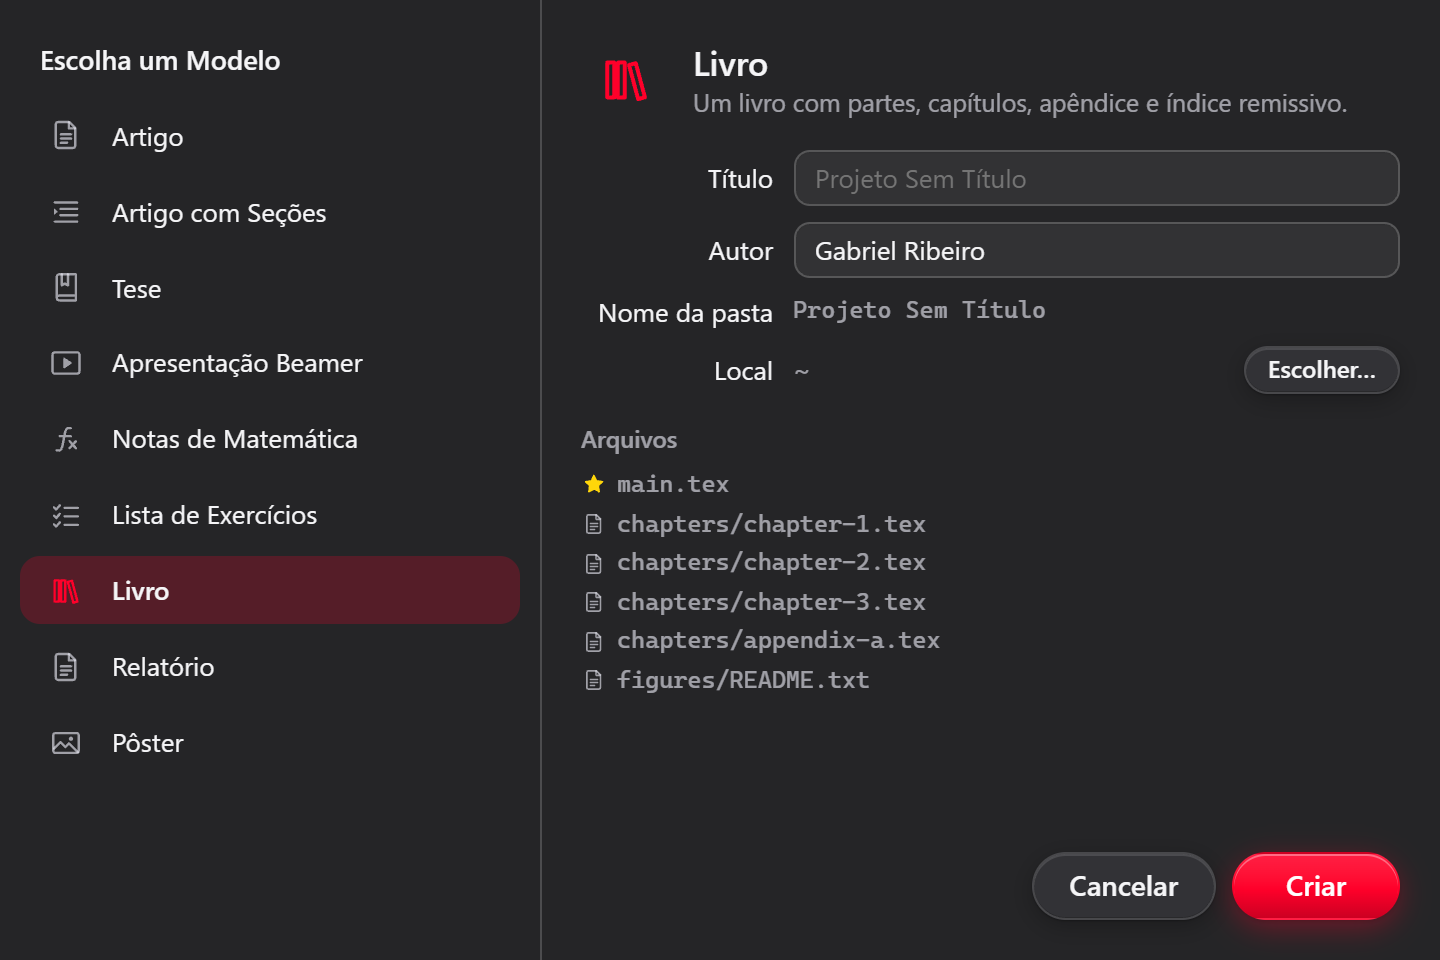 Escolha um Modelo
Artigo
Artigo com Seções
Tese
Apresentação Beamer
Notas de Matemática
Lista de Exercícios
Livro
Relatório
Pôster
Livro
Um livro com partes, capítulos, apêndice e índice remissivo.
Título Projeto Sem Título
Autor Gabriel Ribeiro
Nome da pasta Projeto Sem Título
Local ~ Escolher...
Arquivos
main.tex
chapters/chapter-1.tex
chapters/chapter-2.tex
chapters/chapter-3.tex
chapters/appendix-a.tex
figures/README.txt
Cancelar Criar